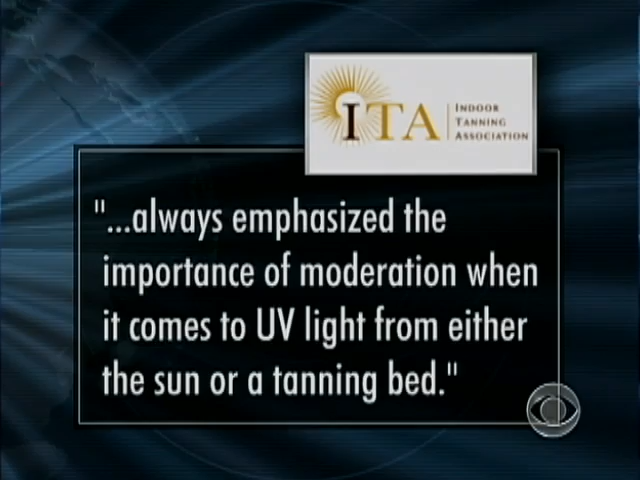 ITA
INDOOR
TANNING
ASSOCIATION
"...always emphasized the
importance of moderation when
it comes to UV light from either
the sun or a tanning bed."